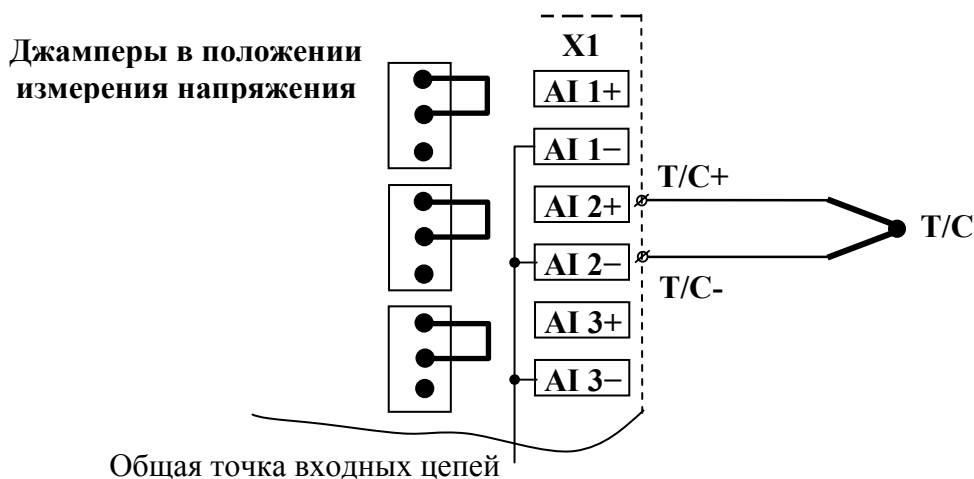 Джамперы в положении
измерения напряжения
X1
AI 1+
AI 1−
AI 2+
AI 2−
AI 3+
AI 3−
T/C+
T/C
T/C-
Общая точка входных цепей